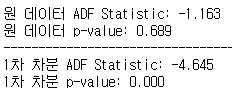 원 데이터 ADF Statistic: -1.163
원 데이터 p-value: 0.689
----------------------------------
1차 차분 ADF Statistic: -4.645
1차 차분 p-value: 0.000